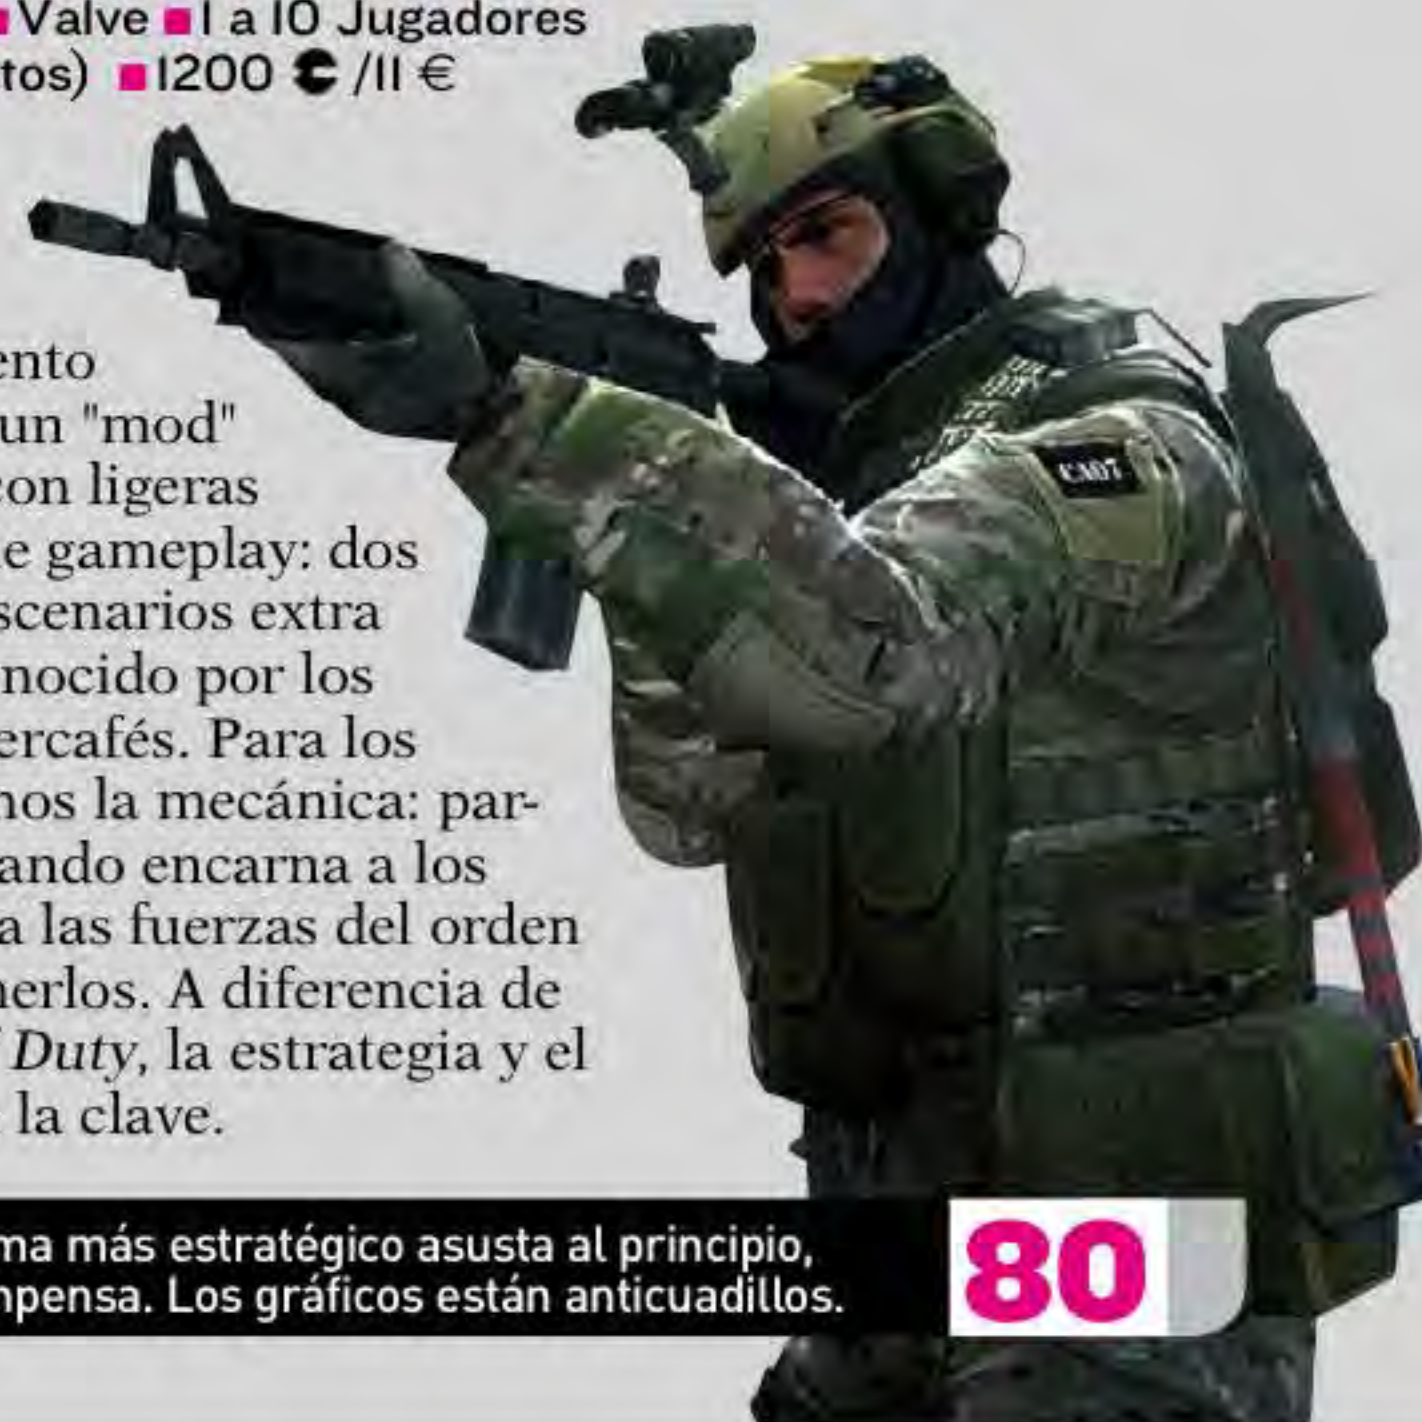 Valve 1 a 10 Jugadores
tos) 1200 /11 €
ento
un "mod"
con ligeras
e gameplay: dos
scenarios extra
nocido por los
ercafés. Para los
nos la mecánica: par-
ando encarna a los
a las fuerzas del orden
nerlos. A diferencia de
Duty, la estrategia y el
la clave.
ma más estratégico asusta al principio,
npensa. Los gráficos están anticuadillos.
80